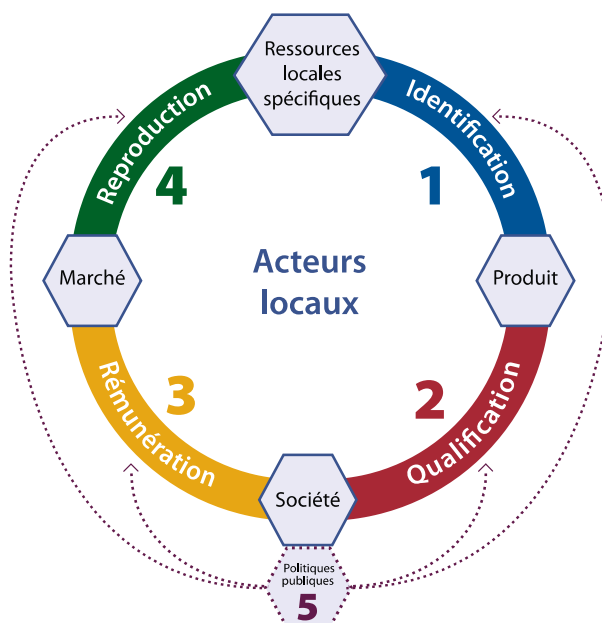 Ressources
locales
spécifiques
Identification
1
Produit
Qualification
2
Société
Rémunération
3
Marché
Reproduction
4
Acteurs
locaux
Politiques
publiques
5